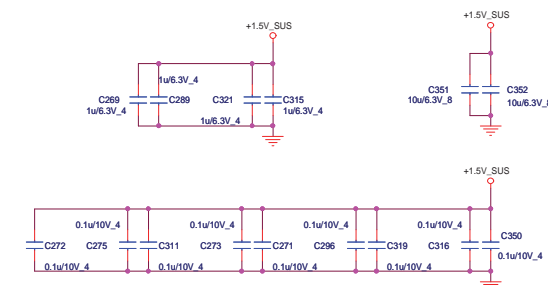 +1.5V_SUS
+1.5V_SUS
1u/6.3V_4
C269
C289
C321
C315
1u/6.3V_4
1u/6.3V_4
1u/6.3V_4
C351
C352
10u/6.3V_8
10u/6.3V_8
+1.5V_SUS
0.1u/10V_4
0.1u/10V_4
0.1u/10V_4
0.1u/10V_4
C350
C272
C275
C311
C273
C271
C296
C319
C316
0.1u/10V_4
0.1u/10V_4
0.1u/10V_4
0.1u/10V_4
0.1u/10V_4